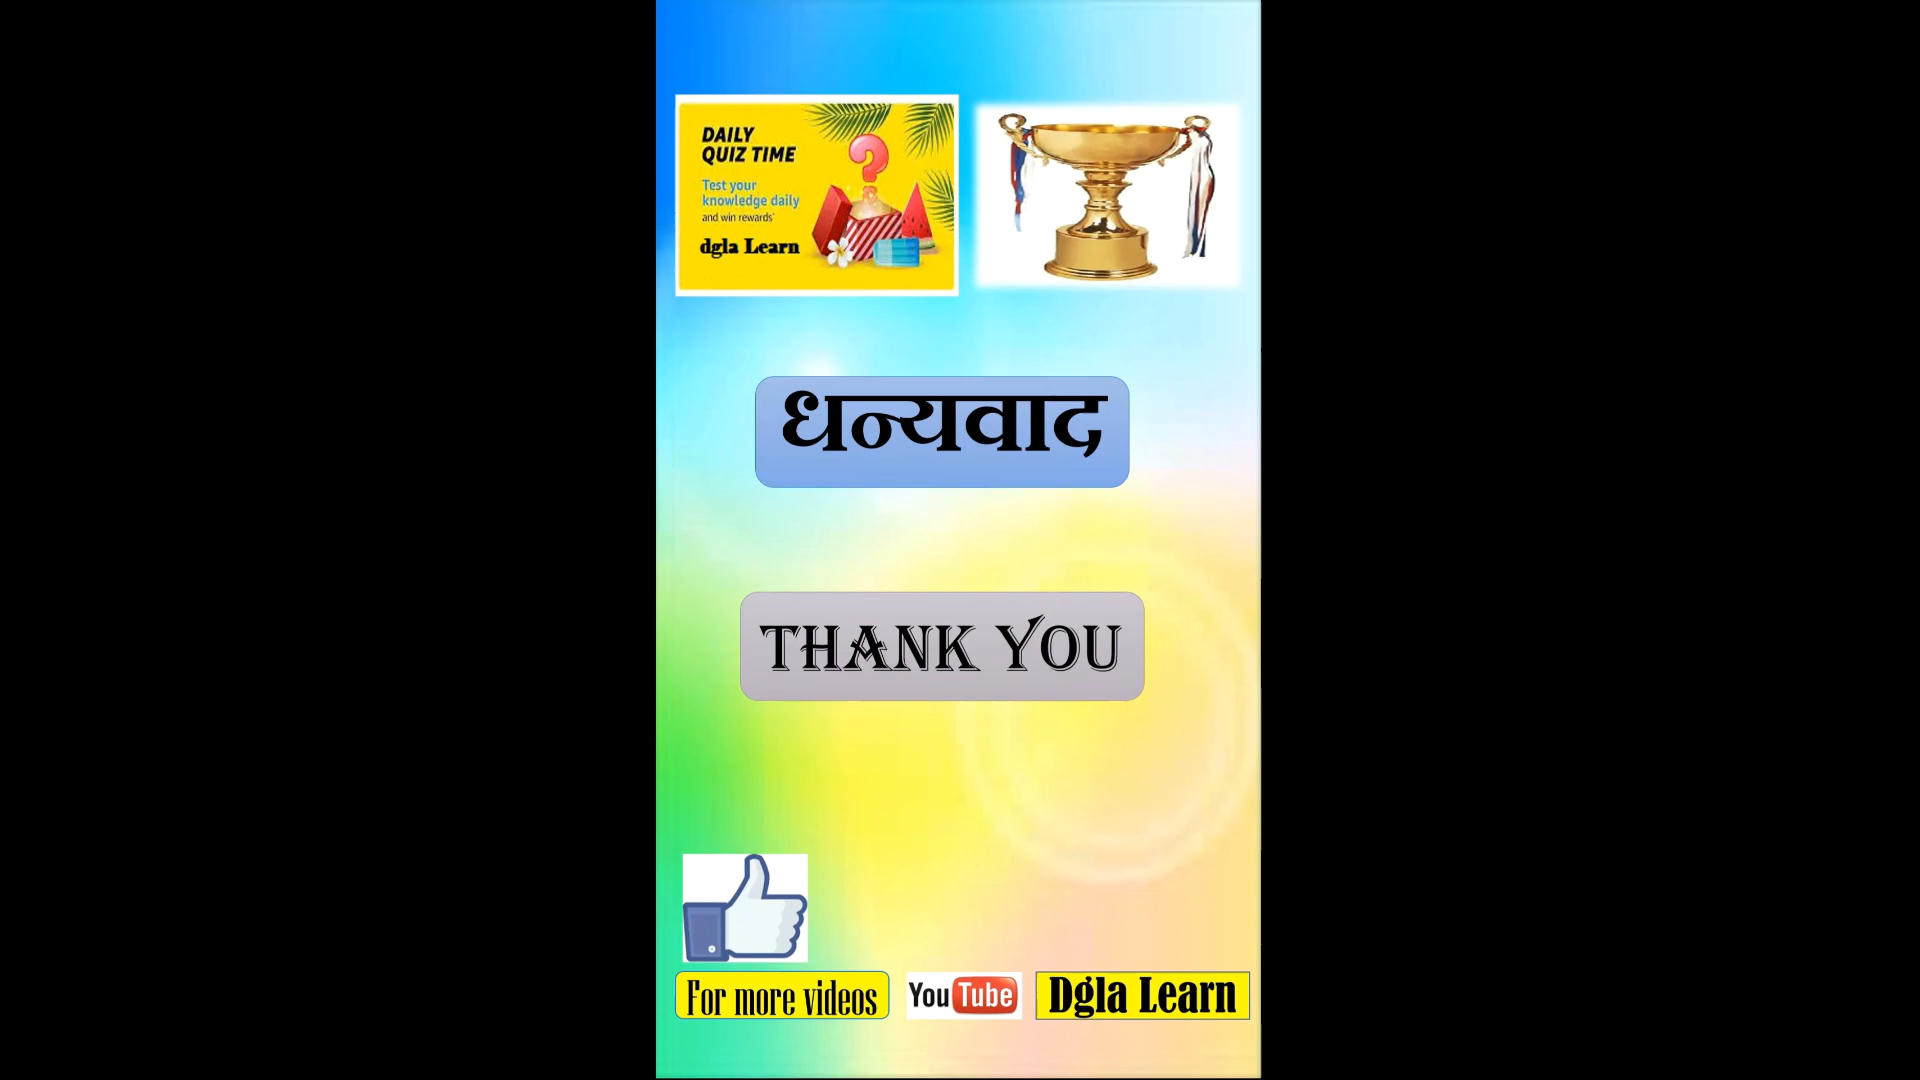 DAILY
QUIZ TIME
Test your
knowledge daily
and win rewards*
dgla Learn
धन्यवाद
THANK YOU
For more videos
YouTube
Dgla Learn